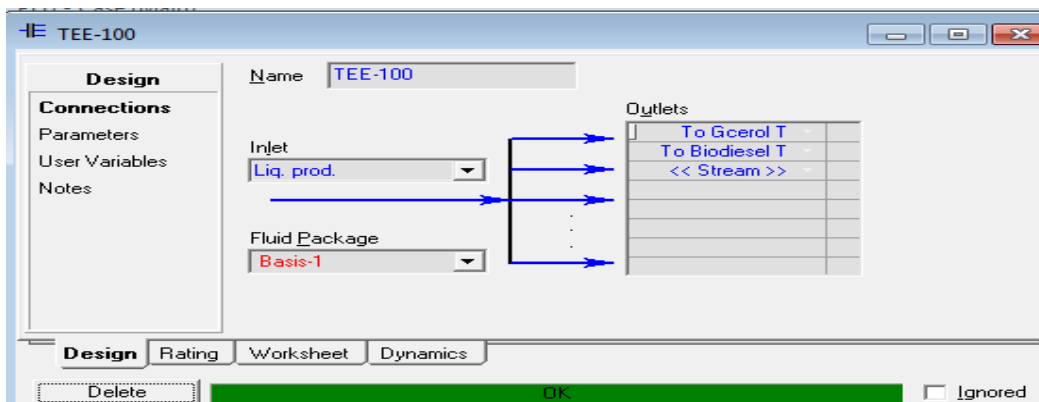 TEE-100
Design
Connections
Parameters
User Variables
Notes
Name TEE-100
Inlet
Liq. prod.
Fluid Package
Basis-1
Outlets
To Gcerol T
To Biodiesel T
<< Stream >>
Design Rating Worksheet Dynamics
Delete OK Ignored